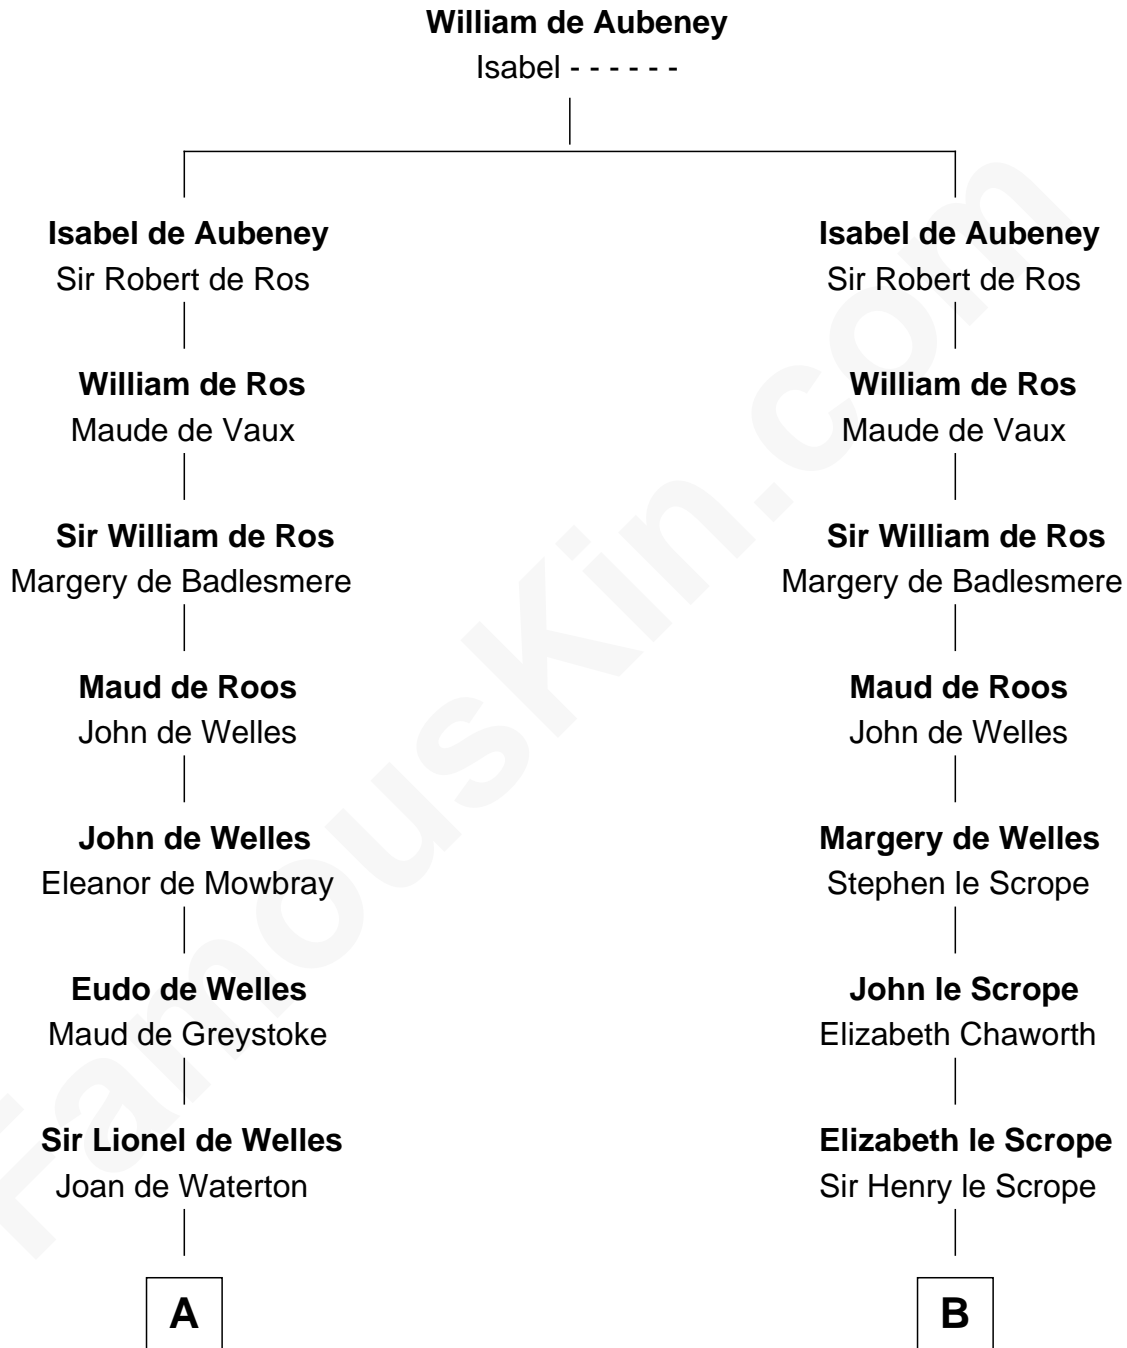 William de Aubeney
Isabel - - - - - -
Isabel de Aubeney
Sir Robert de Ros
William de Ros
Maude de Vaux
Sir William de Ros
Margery de Badlesmere
Maud de Roos
John de Welles
John de Welles
Eleanor de Mowbray
Eudo de Welles
Maud de Greystoke
Sir Lionel de Welles
Joan de Waterton
A
Isabel de Aubeney
Sir Robert de Ros
William de Ros
Maude de Vaux
Sir William de Ros
Margery de Badlesmere
Maud de Roos
John de Welles
Margery de Welles
Stephen le Scrope
John le Scrope
Elizabeth Chaworth
Elizabeth le Scrope
Sir Henry le Scrope
B
FamousKin.com